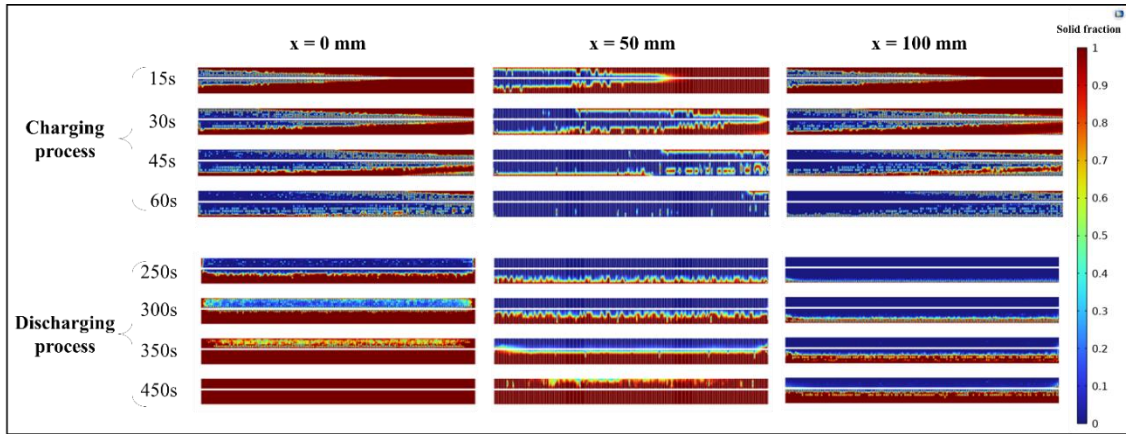 x = 0 mm
x = 50 mm
x = 100 mm
Solid fraction
Charging
process
15s
30s
45s
60s
Discharging
process
250s
300s
350s
450s
1
0.9
0.8
0.7
0.6
0.5
0.4
0.3
0.2
0.1
0